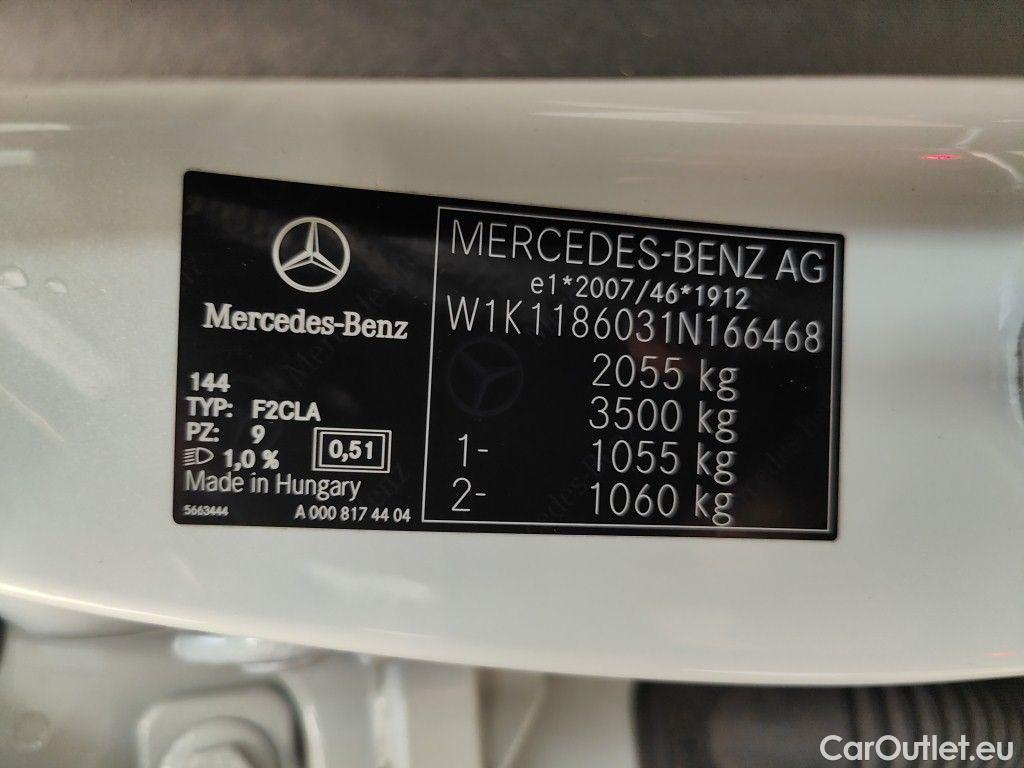 Mercedes-Benz
144
TYP: F2CLA
PZ: 9
1,0 %
0,51
Made in Hungary
5663444 A 000 817 44 04
MERCEDES-BENZ AG
e1*2007/46*1912
W1K1186031N166468
2055 kg
3500 kg
1- 1055 kg
2- 1060 kg
CarOutlet.eu